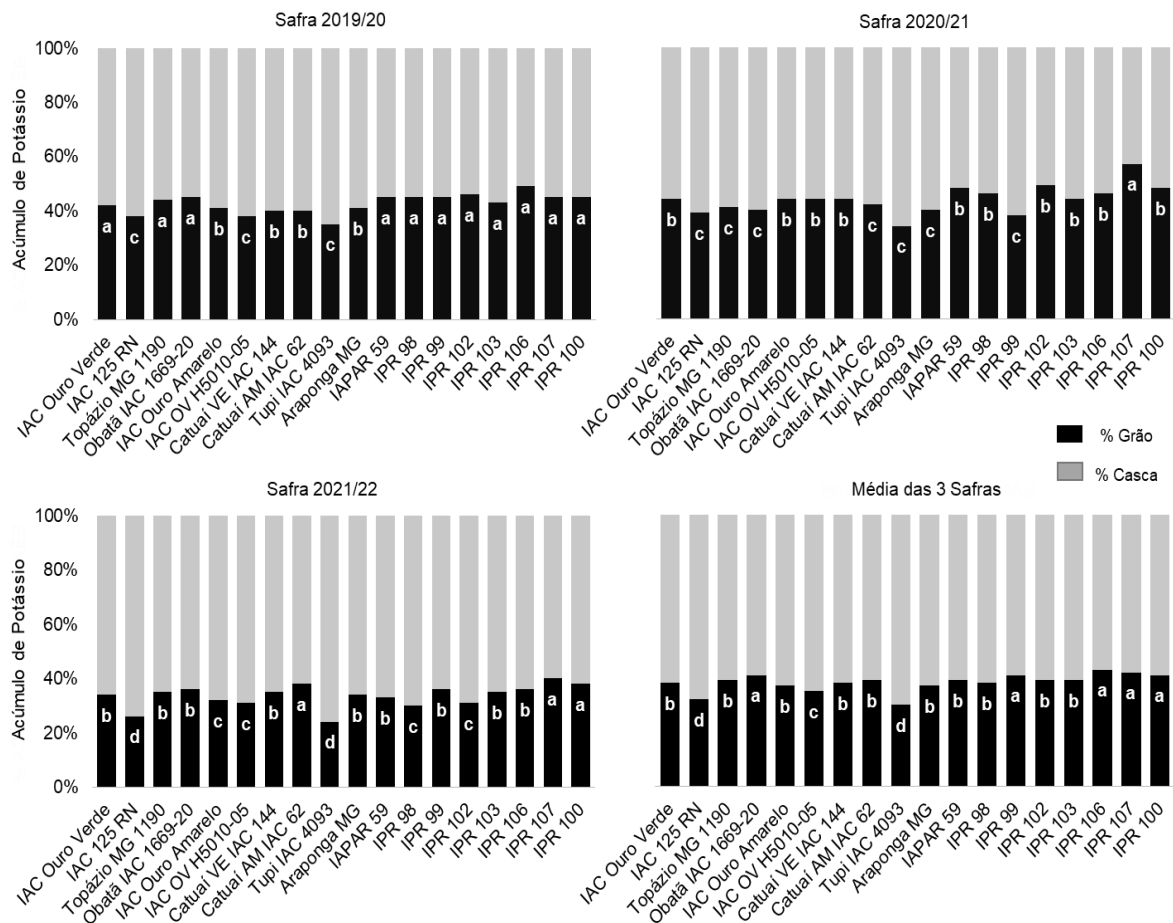 Safra 2019/20
Acúmulo de Potássio
100%
80%
60%
40%
20%
0%
a c a a b c b b c b a a a a a a a a
IAC Ouro Verde
IAC 125 RN
Topázio MG 1190
Obatã IAC 1669-20
IAC Ouro Amarelo
IAC OV H5010-05
Catuaí VE IAC 144
Catuaí AM IAC 62
Tupi IAC 4093
Araponga MG
IAPAR 59
IPR 98
IPR 99
IPR 102
IPR 103
IPR 106
IPR 107
IPR 100
Safra 2020/21
100%
80%
60%
40%
20%
0%
b c c c b b b c c c b b c b b b a b
IAC Ouro Verde
IAC 125 RN
Topázio MG 1190
Obatã IAC 1669-20
IAC Ouro Amarelo
IAC OV H5010-05
Catuaí VE IAC 144
Catuaí AM IAC 62
Tupi IAC 4093
Araponga MG
IAPAR 59
IPR 98
IPR 99
IPR 102
IPR 103
IPR 106
IPR 107
IPR 100
% Grão
% Casca
Safra 2021/22
Acúmulo de Potássio
100%
80%
60%
40%
20%
0%
b d b b c c b a d b b c b c b b a a
IAC Ouro Verde
IAC 125 RN
Topázio MG 1190
Obatã IAC 1669-20
IAC Ouro Amarelo
IAC OV H5010-05
Catuaí VE IAC 144
Catuaí AM IAC 62
Tupi IAC 4093
Araponga MG
IAPAR 59
IPR 98
IPR 99
IPR 102
IPR 103
IPR 106
IPR 107
IPR 100
Média das 3 Safras
100%
80%
60%
40%
20%
0%
b d b a b c b b d b b b a b b a a a
IAC Ouro Verde
IAC 125 RN
Topázio MG 1190
Obatã IAC 1669-20
IAC Ouro Amarelo
IAC OV H5010-05
Catuaí VE IAC 144
Catuaí AM IAC 62
Tupi IAC 4093
Araponga MG
IAPAR 59
IPR 98
IPR 99
IPR 102
IPR 103
IPR 106
IPR 107
IPR 100